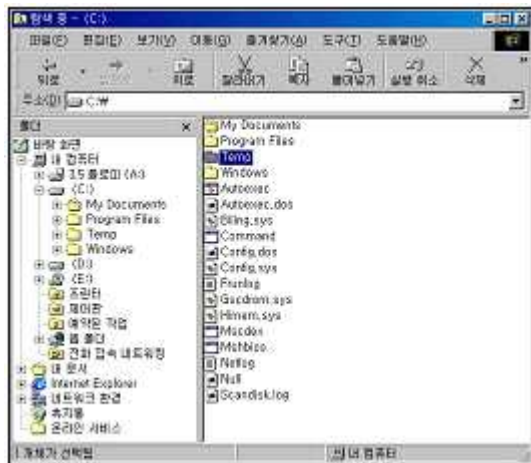 탐색 중 - (C:)
파일(F) 편집(E) 보기(V) 이동(G) 즐겨찾기(A) 도구(T) 도움말(H)
뒤로 위로 잘라내기 복사 붙여넣기 실행 취소 삭제
주소(D) C:₩
폴더
바탕 화면
내 컴퓨터
3.5 플로피 (A:)
(C:)
My Documents
Program Files
Temp
Windows
(D:)
(E:)
프린터
제어판
예약된 작업
웹 폴더
전화 접속 네트워킹
내 문서
Internet Explorer
네트워크 환경
휴지통
온라인 서비스
My Documents
Program Files
Temp
Windows
Autoexec
Autoexec.dos
Command
Config.dos
Config.sys
Frunlog
Gscdrom.sys
Himem.sys
Mscdex
Netlog
Null
Scandisk.log
1 개체가 선택됨
내 컴퓨터